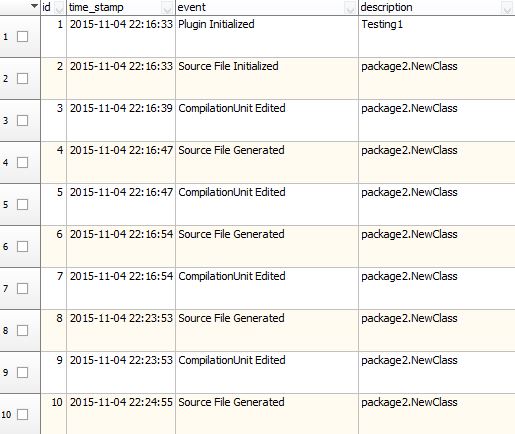 id time_stamp event description
1 1 2015-11-04 22:16:33 Plugin Initialized Testing1
2 2 2015-11-04 22:16:33 Source File Initialized package2.NewClass
3 3 2015-11-04 22:16:39 CompilationUnit Edited package2.NewClass
4 4 2015-11-04 22:16:47 Source File Generated package2.NewClass
5 5 2015-11-04 22:16:47 CompilationUnit Edited package2.NewClass
6 6 2015-11-04 22:16:54 Source File Generated package2.NewClass
7 7 2015-11-04 22:16:54 CompilationUnit Edited package2.NewClass
8 8 2015-11-04 22:23:53 Source File Generated package2.NewClass
9 9 2015-11-04 22:23:53 CompilationUnit Edited package2.NewClass
10 10 2015-11-04 22:24:55 Source File Generated package2.NewClass